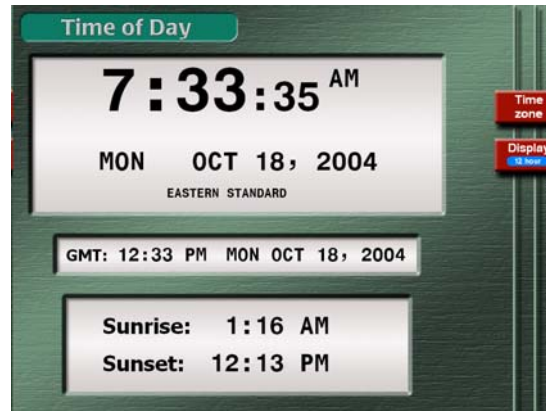 Time of Day
7:33:35 AM
MON OCT 18, 2004
EASTERN STANDARD
GMT: 12:33 PM MON OCT 18, 2004
Sunrise: 1:16 AM
Sunset: 12:13 PM
Time
zone
Display
12 hour